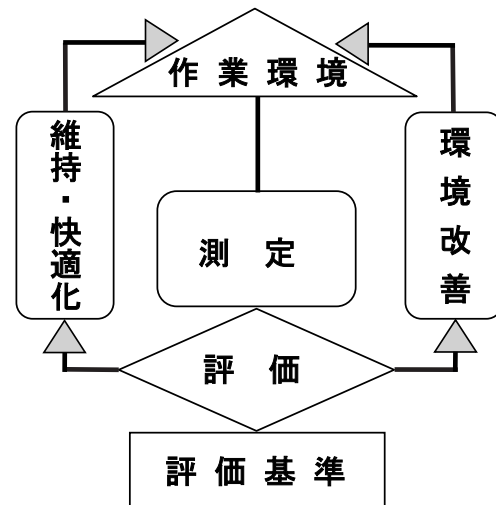 作業環境
維持・快適化
測定
環境改善
評価
評価基準